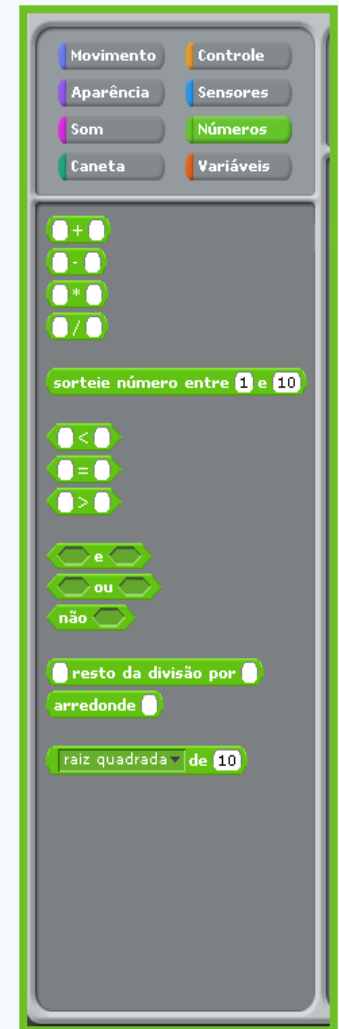 Movimento Controle
Aparência Sensores
Som Números
Caneta Variáveis
+
-
*
/
sorteie número entre 1 e 10
<
=
>
e
ou
não
resto da divisão por
arredonde
raiz quadrada de 10